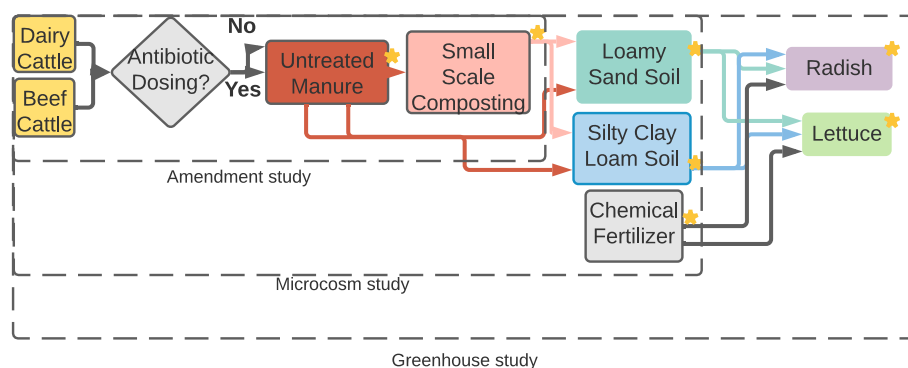 Dairy
Cattle
Beef
Cattle
Antibiotic
Dosing?
No
Yes
Untreated
Manure
Small
Scale
Composting
Loamy
Sand Soil
Silty Clay
Loam Soil
Chemical
Fertilizer
Radish
Lettuce
Amendment study
Microcosm study
Greenhouse study